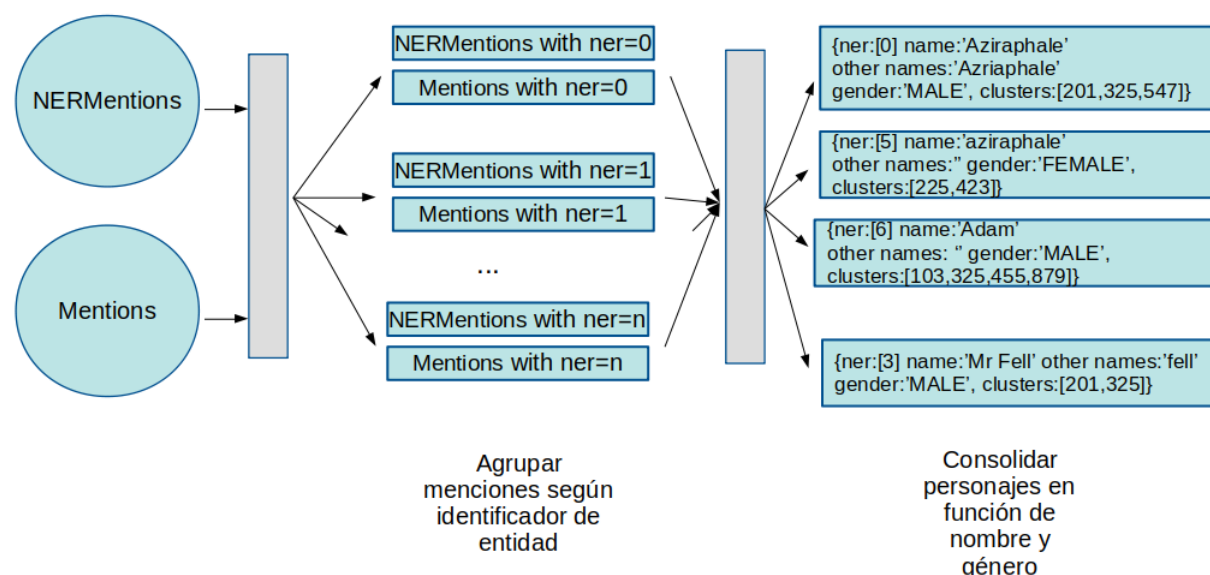 NERMentions
Mentions
NERMentions with ner=0
Mentions with ner=0
NERMentions with ner=1
Mentions with ner=1
...
NERMentions with ner=n
Mentions with ner=n
{ner:[0] name:’Aziraphale’
other names:’Azriaphale’
gender:’MALE’, clusters:[201,325,547]}
{ner:[5] name:’aziraphale’
other names:’’ gender:’FEMALE’,
clusters:[225,423]}
{ner:[6] name:’Adam’
other names: ‘’ gender:’MALE’,
clusters:[103,325,455,879]}
{ner:[3] name:’Mr Fell’ other names:’fell’
gender:’MALE’, clusters:[201,325]}
Agrupar
menciones según
identificador de
entidad
Consolidar
personajes en
función de
nombre y
género